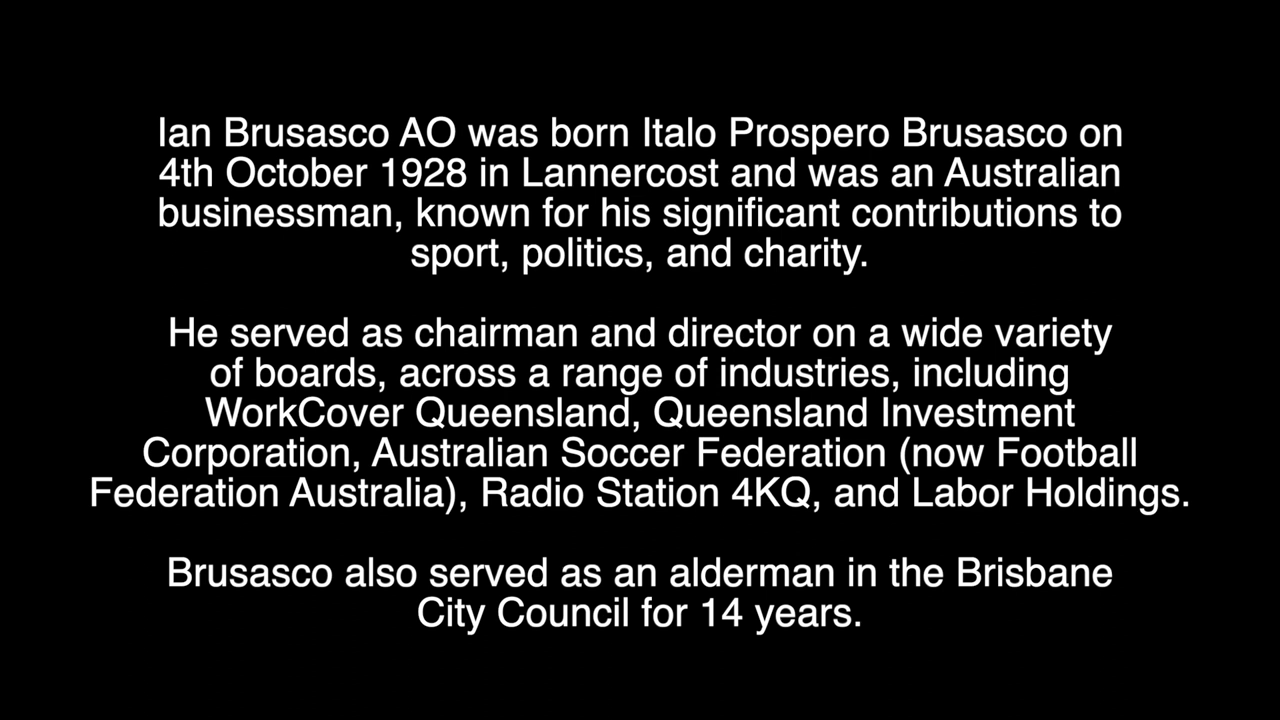 Ian Brusasco AO was born Italo Prospero Brusasco on
4th October 1928 in Lannercost and was an Australian
businessman, known for his significant contributions to
sport, politics, and charity.
He served as chairman and director on a wide variety
of boards, across a range of industries, including
WorkCover Queensland, Queensland Investment
Corporation, Australian Soccer Federation (now Football
Federation Australia), Radio Station 4KQ, and Labor Holdings.
Brusasco also served as an alderman in the Brisbane
City Council for 14 years.